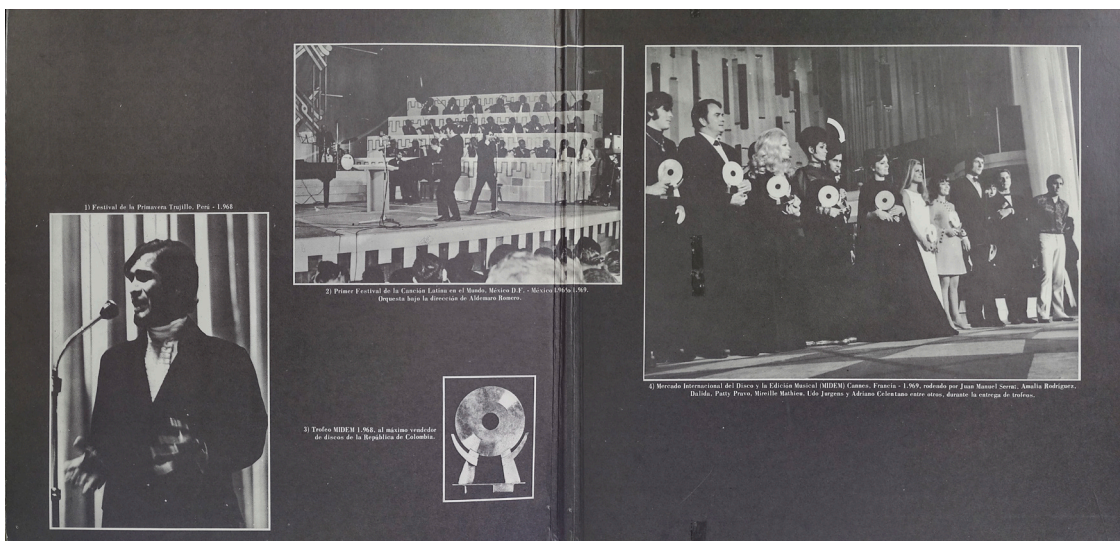 1) Festival de la Primavera Trujillo, Perú - 1.968
2) Primer Festival de la Canción Latina en el Mundo, México D.F. - México 1.969.
Orquesta bajo la dirección de Aldemaro Romero.
3) Trofeo MIDEM 1.968, al máximo vendedor
de discos de la República de Colombia.
4) Mercado Internacional del Disco y la Edición Musical (MIDEM) Cannes, Francia - 1.969, rodeado por Juan Manuel Serrat, Amalia Rodríguez,
Dalida, Patty Pravo, Mireille Mathieu, Udo Jurgens y Adriano Celentano entre otros, durante la entrega de trofeos.